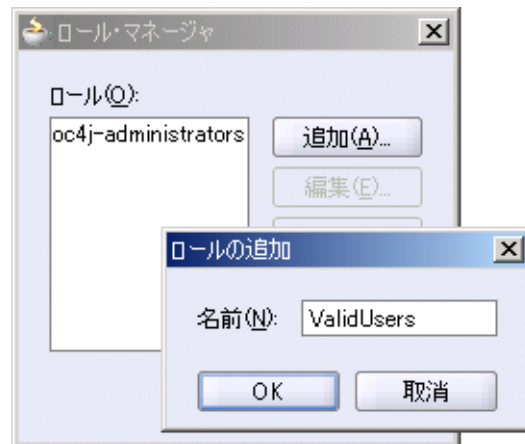 ロール・マネージャ
ロール(O):
oc4j-administrators
追加(A)...
編集(E)...
ロールの追加
名前(N):
ValidUsers
OK
取消